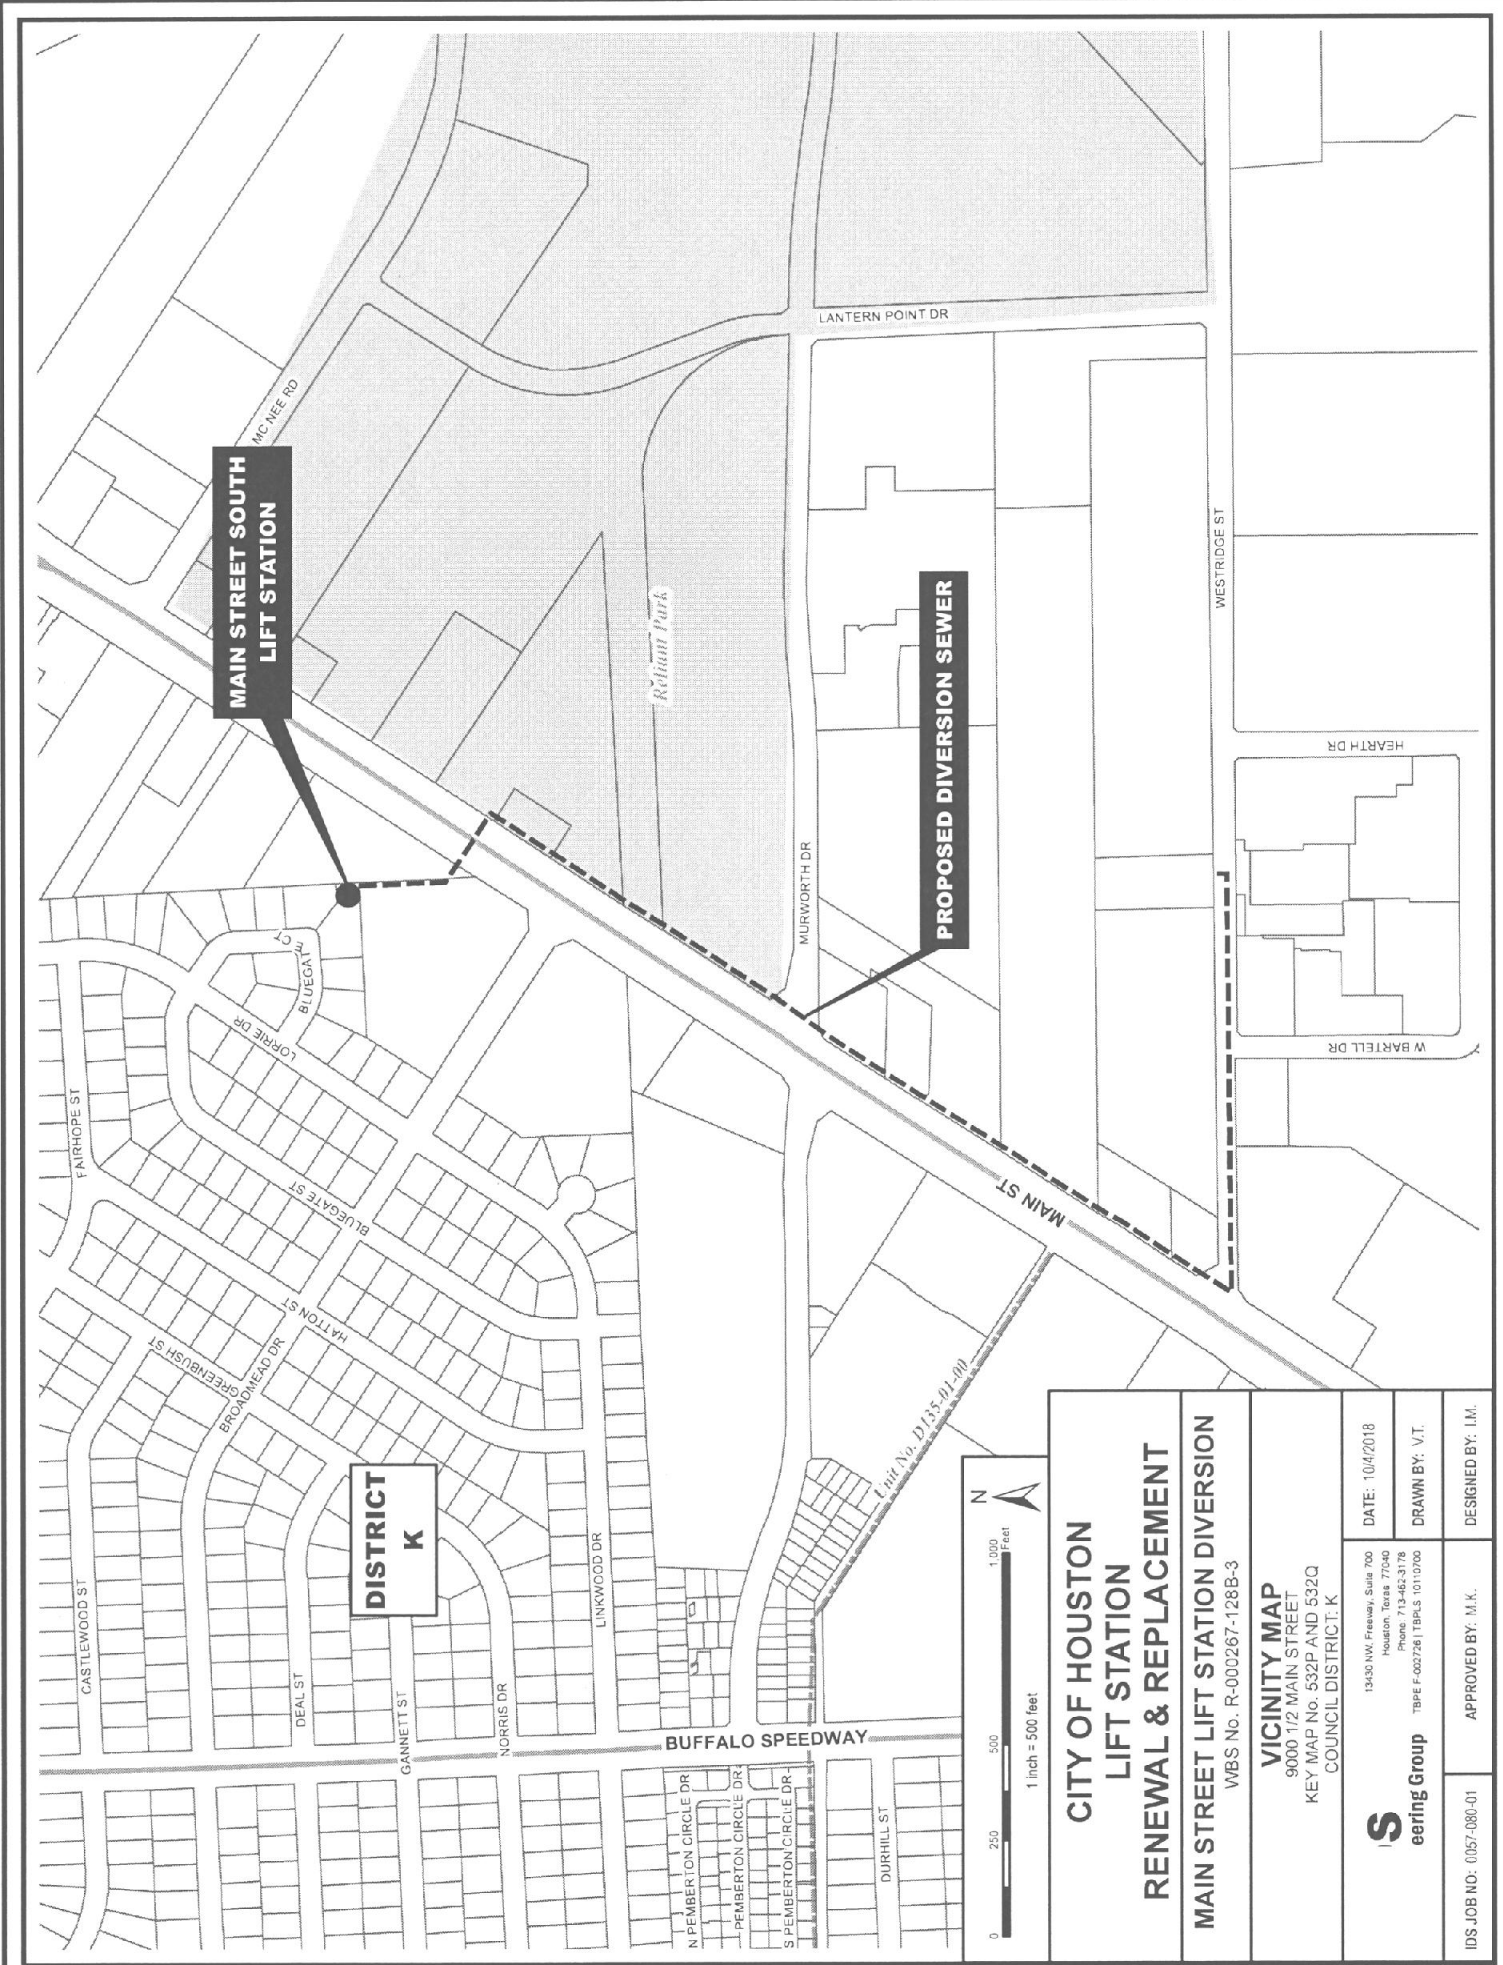 MAIN STREET SOUTH
LIFT STATION
MC NEE RD
LANTERN POINT DR
Reliant Park
PROPOSED DIVERSION SEWER
MURWORTH DR
WESTRIDGE ST
HEARTH DR
W BARTELL DR
MAIN ST
FAIRHOPE ST
LORRIE DR
BLUEGATE CT
BLUEGATE ST
HATTON ST
GREENBUSH ST
BROADMEAD DR
CASTLEWOOD ST
DISTRICT
K
DEAL ST
GANNETT ST
NORRIS DR
LINKWOOD DR
BUFFALO SPEEDWAY
Unit No. D135-01-00
N PEMBERTON CIRCLE DR
PEMBERTON CIRCLE DR
S PEMBERTON CIRCLE DR
DURHILL ST
N
0 250 500 1,000
Feet
1 inch = 500 feet
CITY OF HOUSTON
LIFT STATION
RENEWAL & REPLACEMENT
MAIN STREET LIFT STATION DIVERSION
WBS No. R-000267-128B-3
VICINITY MAP
9000 1/2 MAIN STREET
KEY MAP No. 532P AND 532Q
COUNCIL DISTRICT: K
S
eering Group
13430 NW. Freeway, Suite 700
Houston, Texas 77040
Phone: 713-462-3178
TBPE F-002726 | TBPLS 10110700
DATE: 10/4/2018
DRAWN BY: V.T.
IDS JOB NO: 0057-080-01
APPROVED BY: M.K.
DESIGNED BY: I.M.